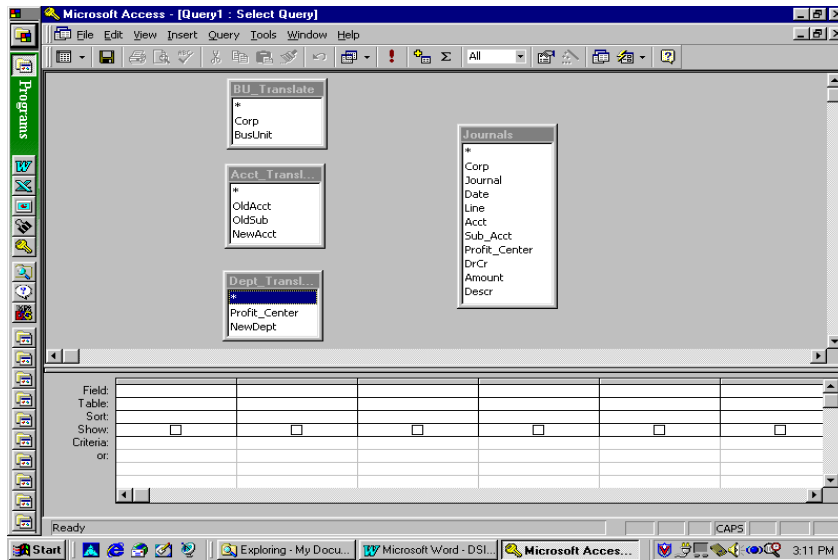 Microsoft Access - [Query1 : Select Query]
File Edit View Insert Query Tools Window Help
All
Programs
BU_Translate
*
Corp
BusUnit
Acct_Transl...
*
OldAcct
OldSub
NewAcct
Dept_Transl...
*
Profit_Center
NewDept
Journals
*
Corp
Journal
Date
Line
Acct
Sub_Acct
Profit_Center
DrCr
Amount
Descr
Field:
Table:
Sort:
Show:
Criteria:
or:
Ready
CAPS
Start
Exploring - My Docu...
Microsoft Word - DSI...
Microsoft Acces...
3:11 PM